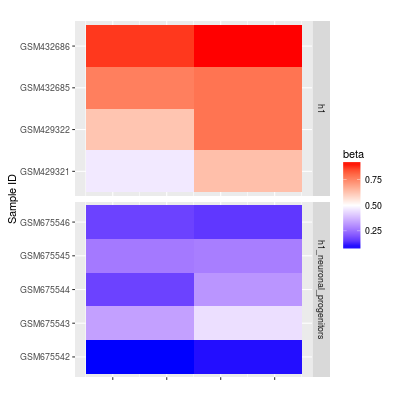 GSM432686
GSM432685
GSM429322
GSM429321
h1
Sample ID
GSM675546
GSM675545
GSM675544
GSM675543
GSM675542
h1_neuronal_progenitors
beta
0.75
0.50
0.25